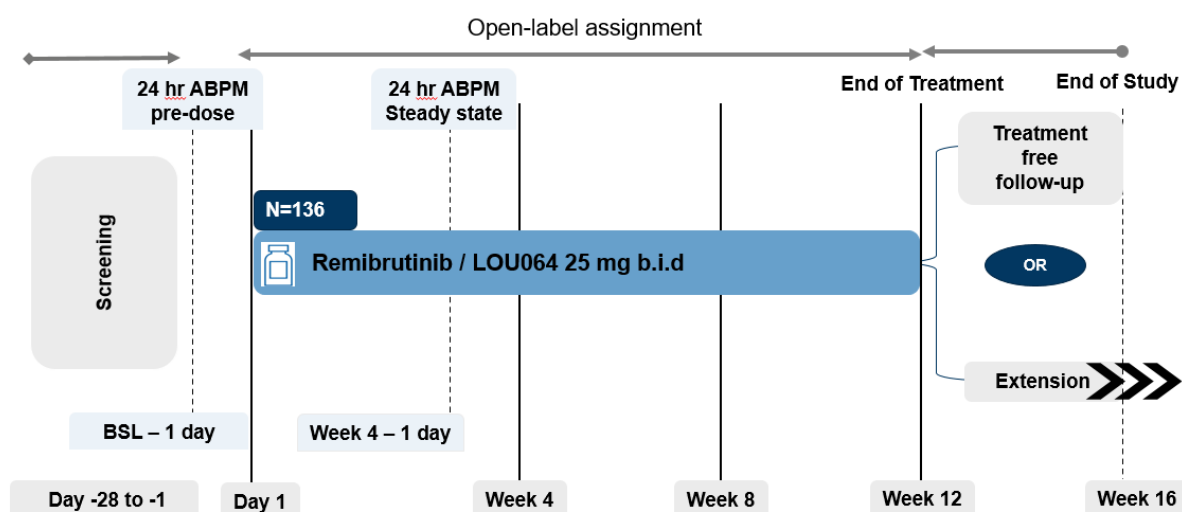 Open-label assignment
24 hr ABPM
pre-dose
24 hr ABPM
Steady state
End of Treatment
End of Study
Screening
N=136
Remibrutinib / LOU064 25 mg b.i.d
Treatment
free
follow-up
OR
Extension
BSL – 1 day
Week 4 – 1 day
Day -28 to -1
Day 1
Week 4
Week 8
Week 12
Week 16